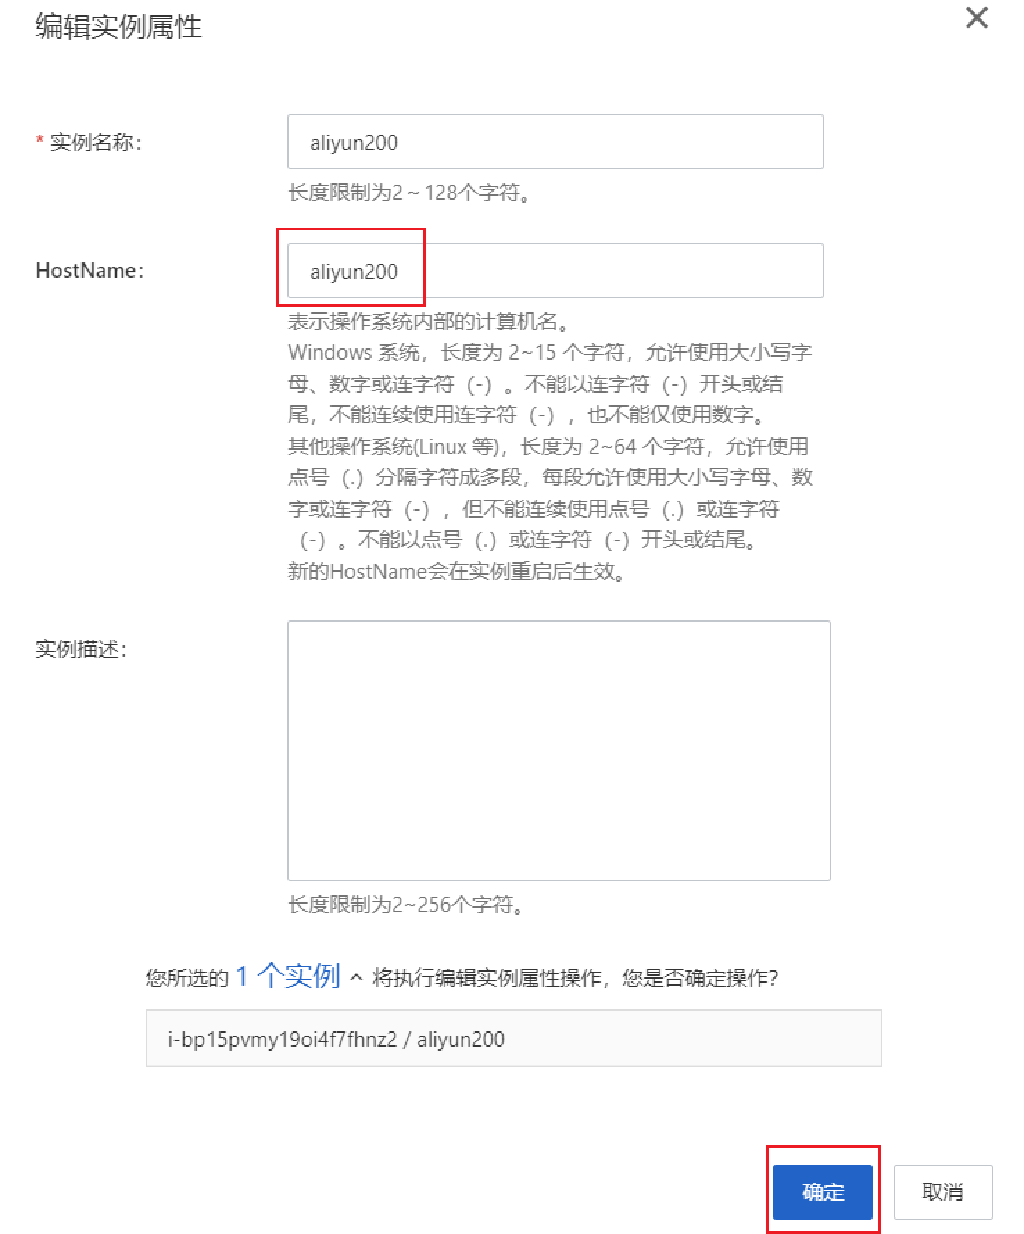 编辑实例属性
* 实例名称:
aliyun200
长度限制为2～128个字符。
HostName:
aliyun200
表示操作系统内部的计算机名。
Windows 系统，长度为 2~15 个字符，允许使用大小写字
母、数字或连字符（-）。不能以连字符（-）开头或结
尾，不能连续使用连字符（-），也不能仅使用数字。
其他操作系统(Linux 等)，长度为 2~64 个字符，允许使用
点号（.）分隔字符成多段，每段允许使用大小写字母、数
字或连字符（-），但不能连续使用点号（.）或连字符
（-）。不能以点号（.）或连字符（-）开头或结尾。
新的HostName会在实例重启后生效。
实例描述:
长度限制为2~256个字符。
您所选的 1 个实例 将执行编辑实例属性操作，您是否确定操作？
i-bp15pvmy19oi4f7fhnz2 / aliyun200
确定
取消